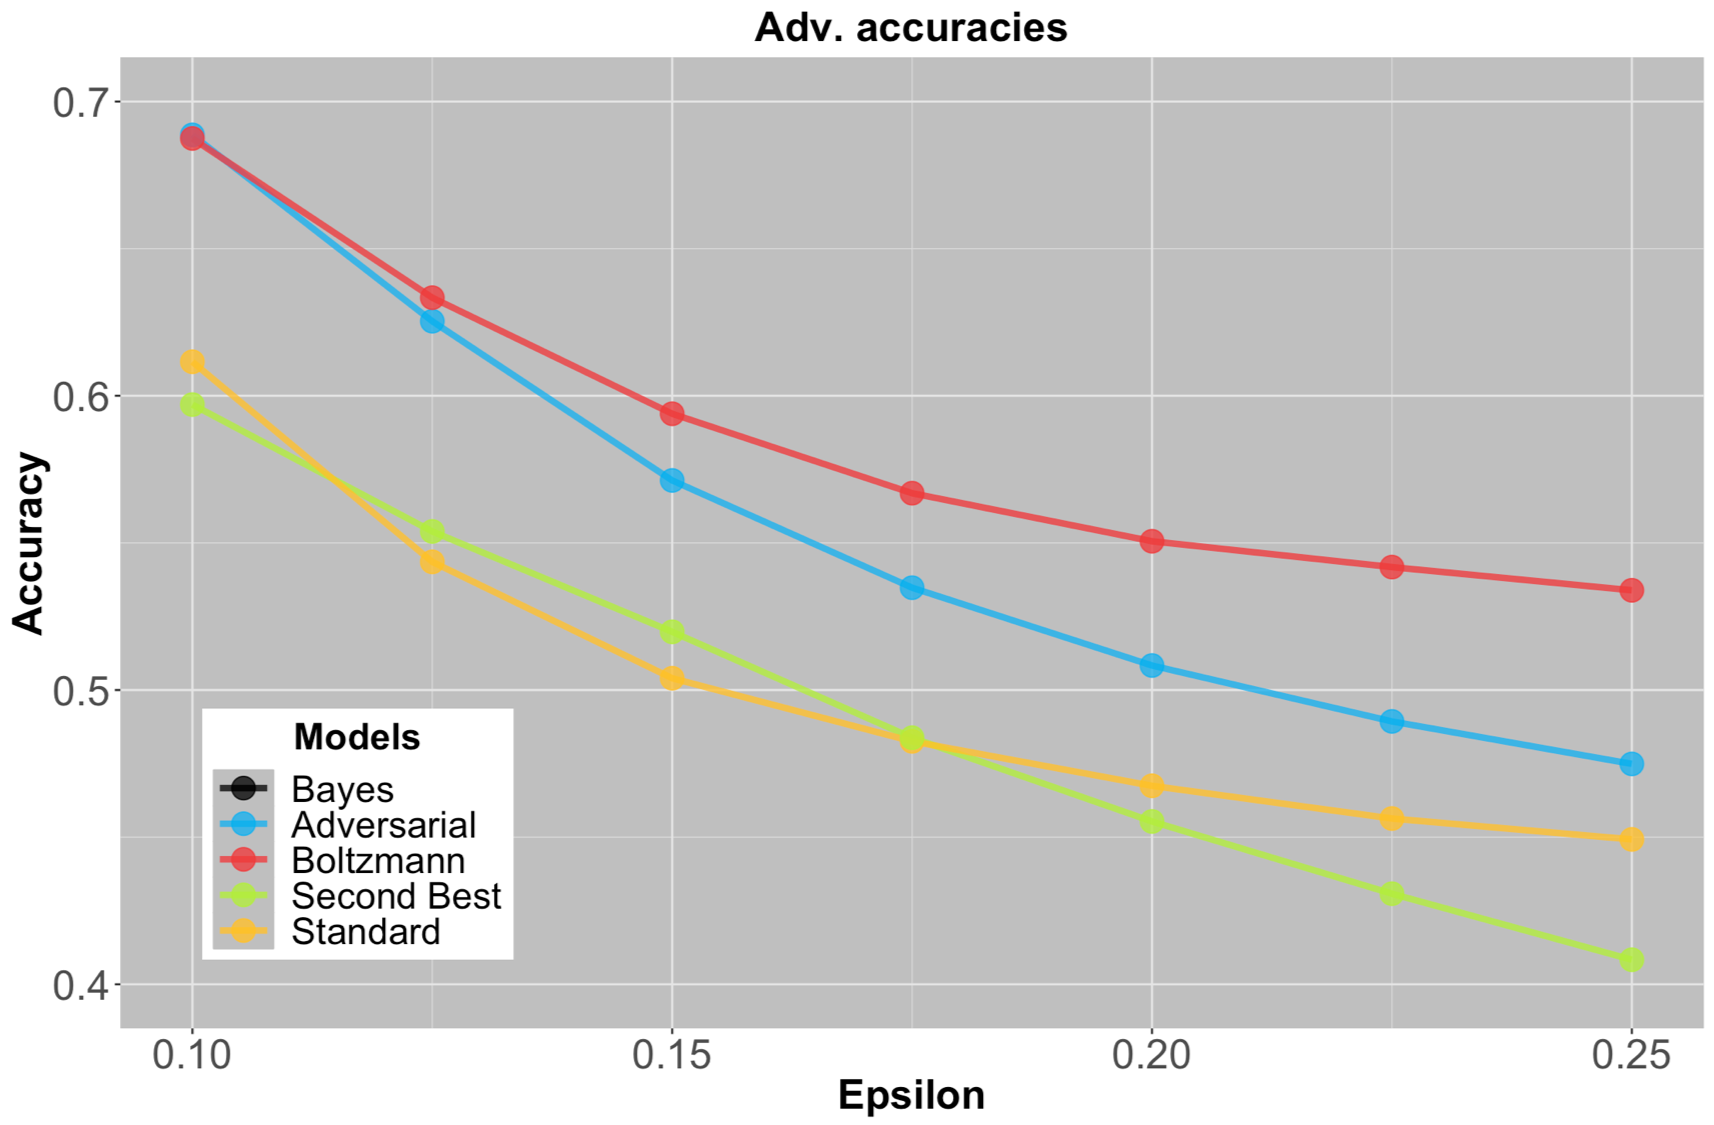 Adv. accuracies
0.7
0.6
0.5
0.4
Accuracy
Models
Bayes
Adversarial
Boltzmann
Second Best
Standard
0.10 0.15 0.20 0.25
Epsilon